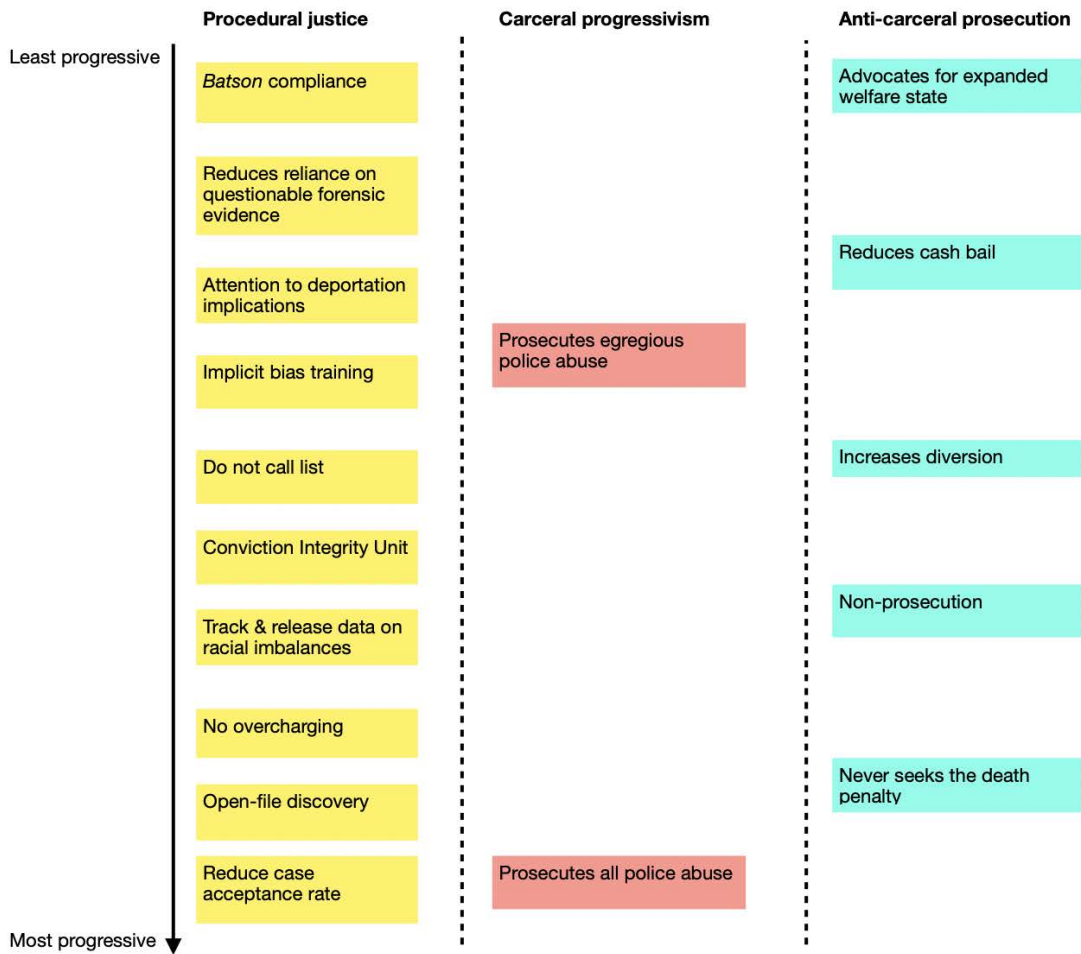 Procedural justice
Carceral progressivism
Anti-carceral prosecution
Least progressive
Batson compliance
Reduces reliance on
questionable forensic
evidence
Attention to deportation
implications
Implicit bias training
Do not call list
Conviction Integrity Unit
Track & release data on
racial imbalances
No overcharging
Open-file discovery
Reduce case
acceptance rate
Most progressive
Prosecutes egregious
police abuse
Prosecutes all police abuse
Advocates for expanded
welfare state
Reduces cash bail
Increases diversion
Non-prosecution
Never seeks the death
penalty